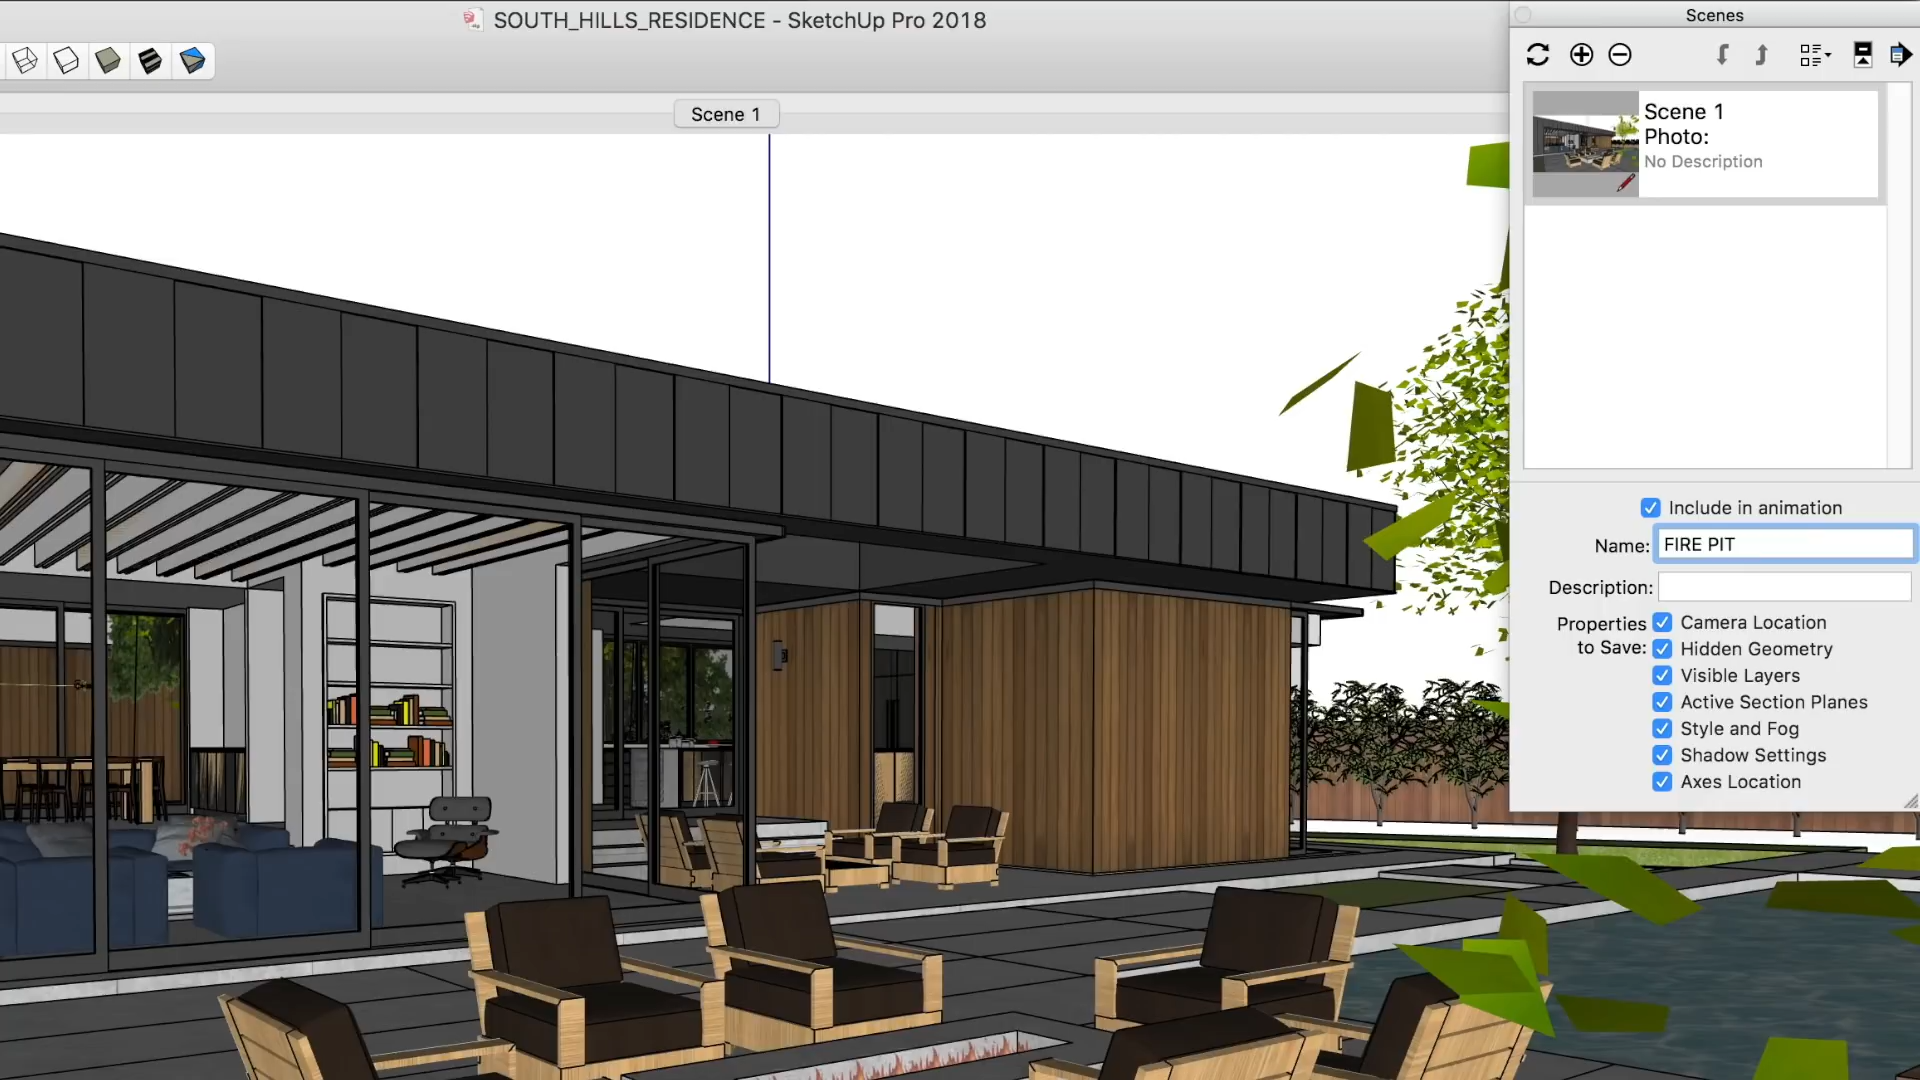 SOUTH_HILLS_RESIDENCE - SketchUp Pro 2018
Scenes
Scene 1
Scene 1
Photo:
No Description
Include in animation
Name: FIRE PIT
Description:
Properties to Save:
Camera Location
Hidden Geometry
Visible Layers
Active Section Planes
Style and Fog
Shadow Settings
Axes Location